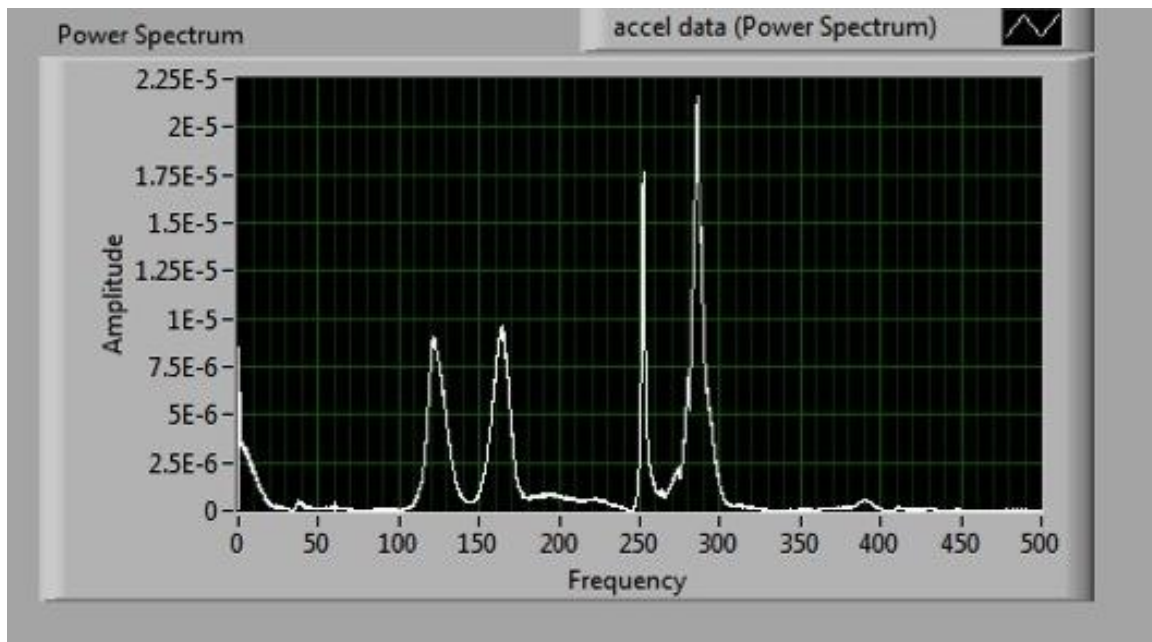 Power Spectrum
accel data (Power Spectrum)
2.25E-5
2E-5
1.75E-5
1.5E-5
1.25E-5
1E-5
7.5E-6
5E-6
2.5E-6
0
Amplitude
0 50 100 150 200 250 300 350 400 450 500
Frequency